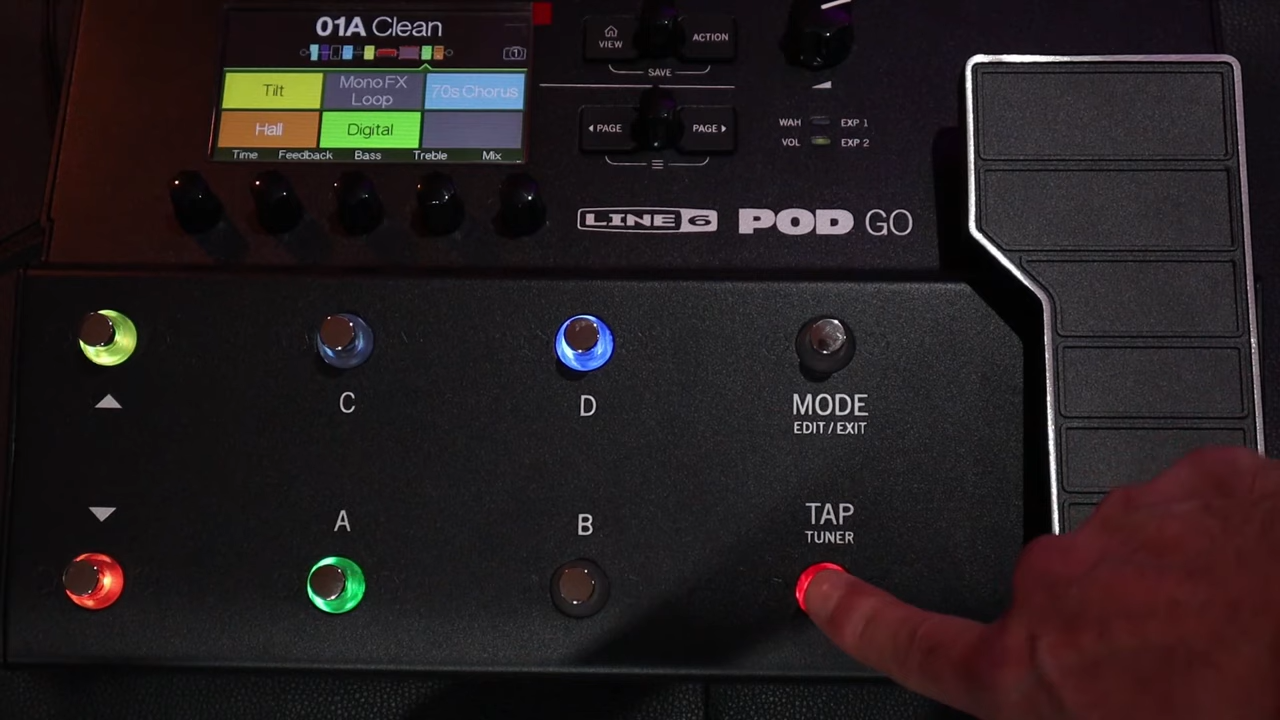 01A Clean
Tilt
Mono FX
Loop
70s Chorus
Hall
Digital
Time Feedback Bass Treble Mix
VIEW
ACTION
SAVE
PAGE
PAGE
WAH EXP 1
VOL EXP 2
LINE 6 POD GO
C
D
MODE
EDIT / EXIT
A
B
TAP
TUNER